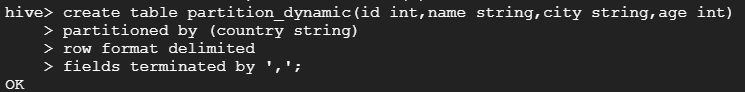 hive> create table partition_dynamic(id int,name string,city string,age int)
    > partitioned by (country string)
    > row format delimited
    > fields terminated by ',';
OK